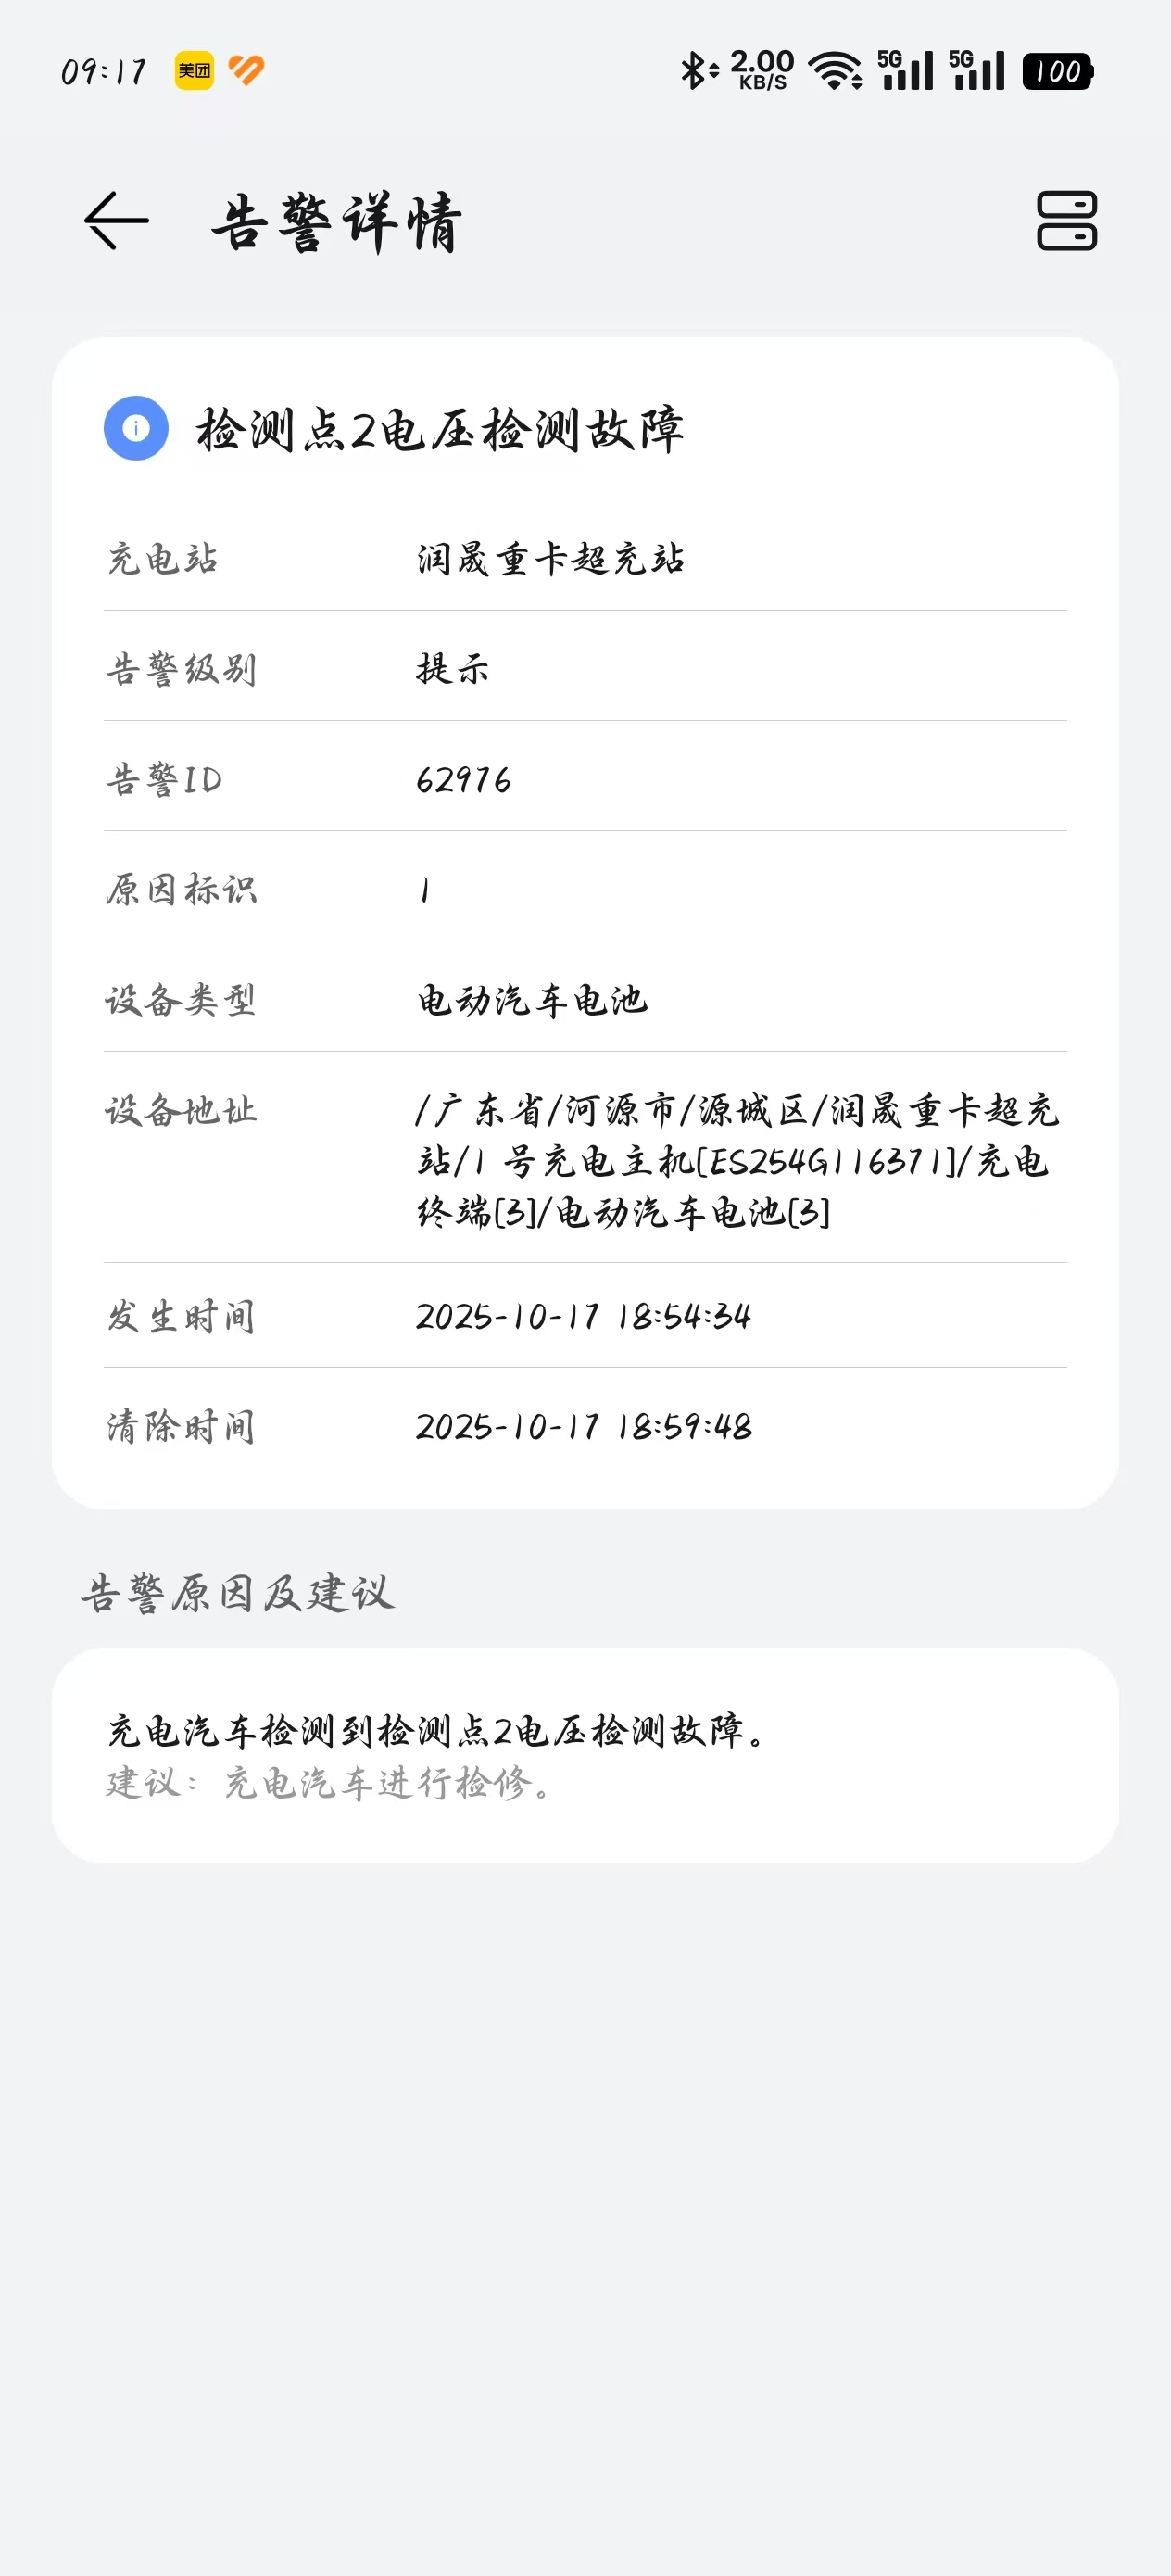 09:17 美团 2.00 KB/S 5G 5G 100
告警详情
检测点2电压检测故障
充电站 润晟重卡超充站
告警级别 提示
告警ID 62976
原因标识 1
设备类型 电动汽车电池
设备地址 /广东省/河源市/源城区/润晟重卡超充
站/1 号充电主机[ES254G116371]/充电
终端[3]/电动汽车电池[3]
发生时间 2025-10-17 18:54:34
清除时间 2025-10-17 18:59:48
告警原因及建议
充电汽车检测到检测点2电压检测故障。
建议：充电汽车进行检修。